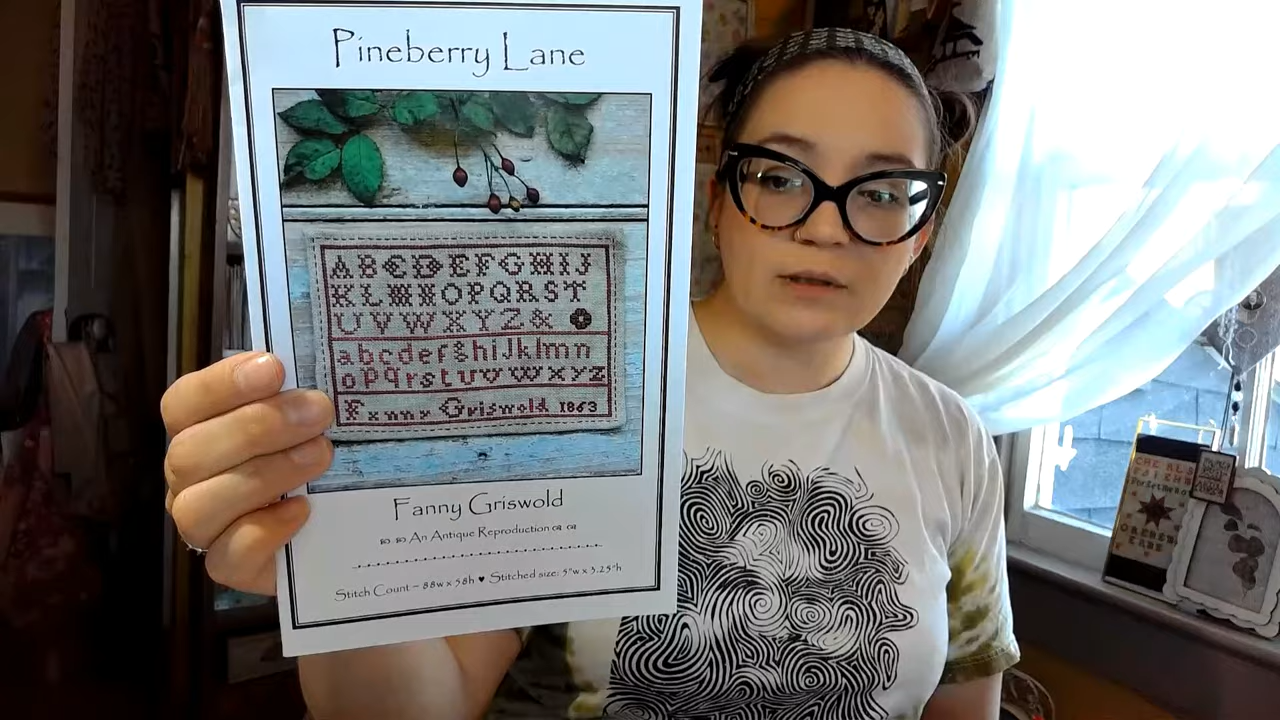 Pineberry Lane
ABCDEFGHIJ
KLMNOPQRST
UVWXYZ&
abcdefghijklmn
opqrstuvwxyz
Fanny Griswold 1863
Fanny Griswold
An Antique Reproduction
Stitch Count ~ 88w x 58h ♥ Stitched size: 5"w x 3.25"h